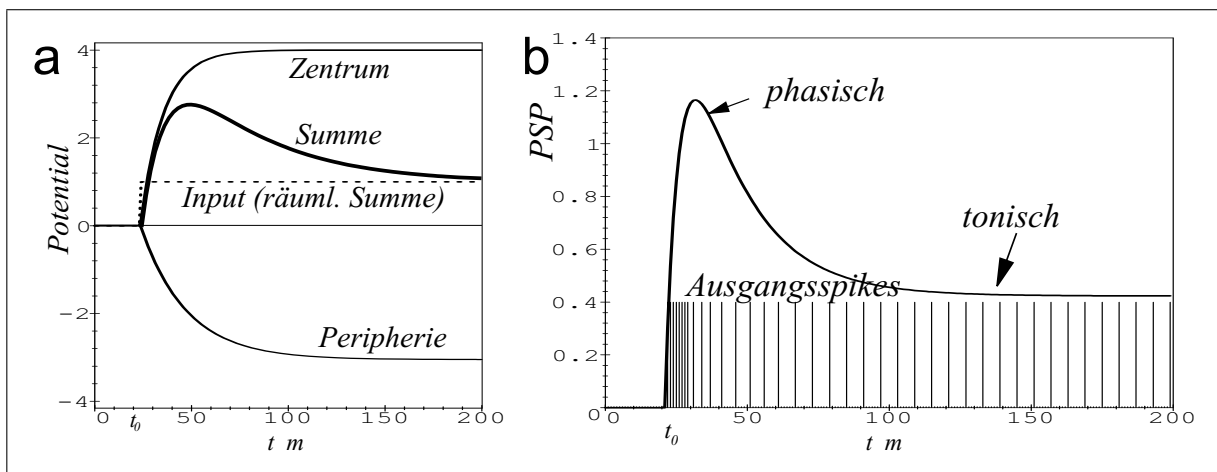 a
Potential
4
2
0
−2
−4
Zentrum
Summe
Input (räuml. Summe)
Peripherie
0 50 100 150 200
t0
t m
b
PSP
1.4
1.2
1
0.8
0.6
0.4
0.2
0
phasisch
tonisch
Ausgangsspikes
0 50 100 150 200
t0
t m